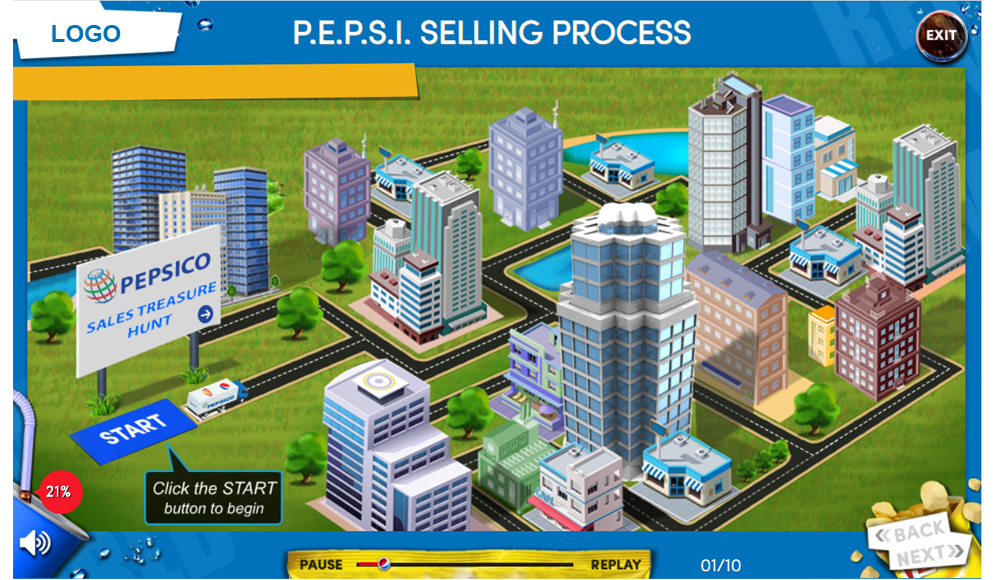 LOGO
P.E.P.S.I. SELLING PROCESS
EXIT
PEPSICO
SALES TREASURE
HUNT
PEPSICO
START
Click the START
button to begin
21%
PAUSE
REPLAY
01/10
BACK
NEXT